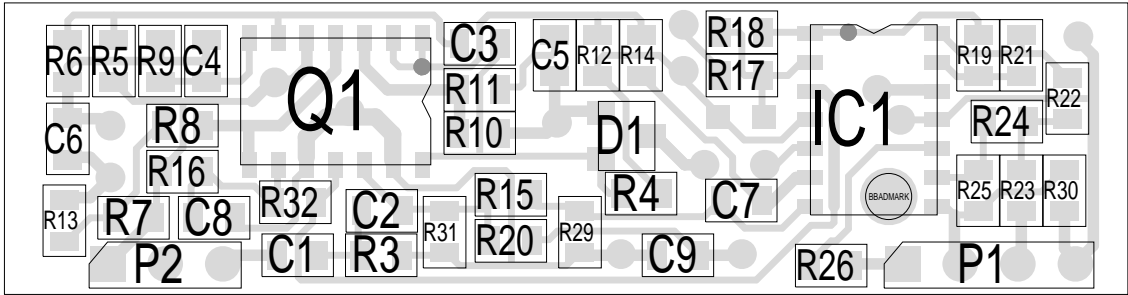 R6 R5 R9 C4 Q1 C3 C5 R12 R14 R18 IC1 R19 R21
R11 R17 R22
C6 R8 R10 D1 R24
R16
R13 R7 C8 R32 C2 R31 R15 R29 R4 C7 BBADMARK R25 R23 R30
R20
P2 C1 R3 C9 R26 P1